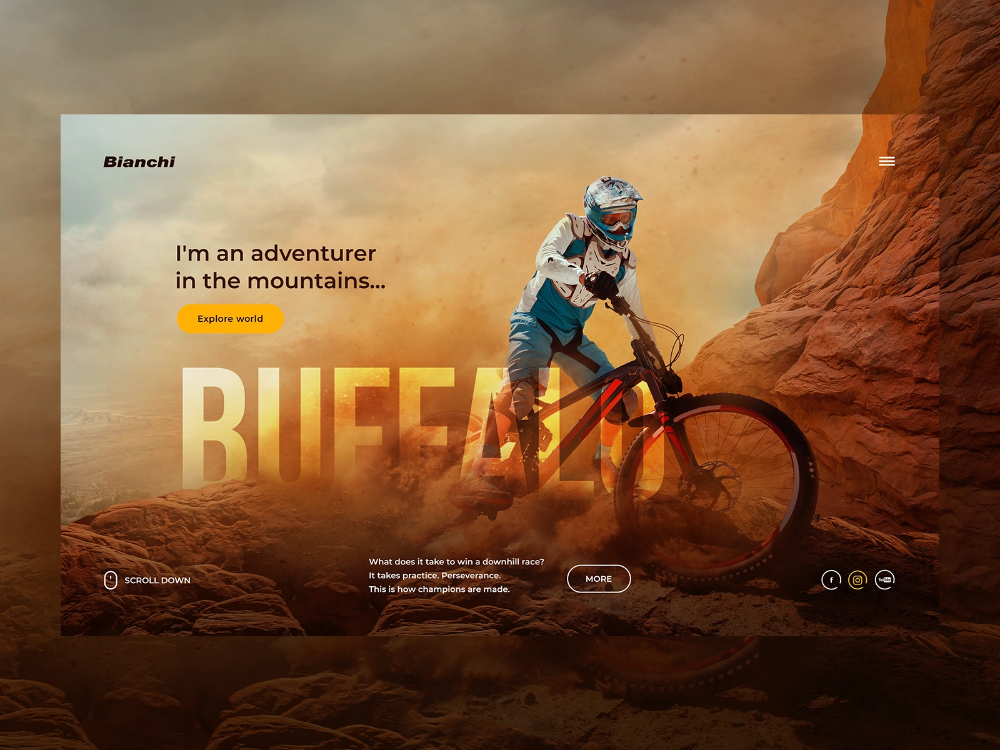 Bianchi
I'm an adventurer
in the mountains...
Explore world
BUFFALO
SCROLL DOWN
What does it take to win a downhill race?
It takes practice. Perseverance.
This is how champions are made.
MORE
f
You Tube